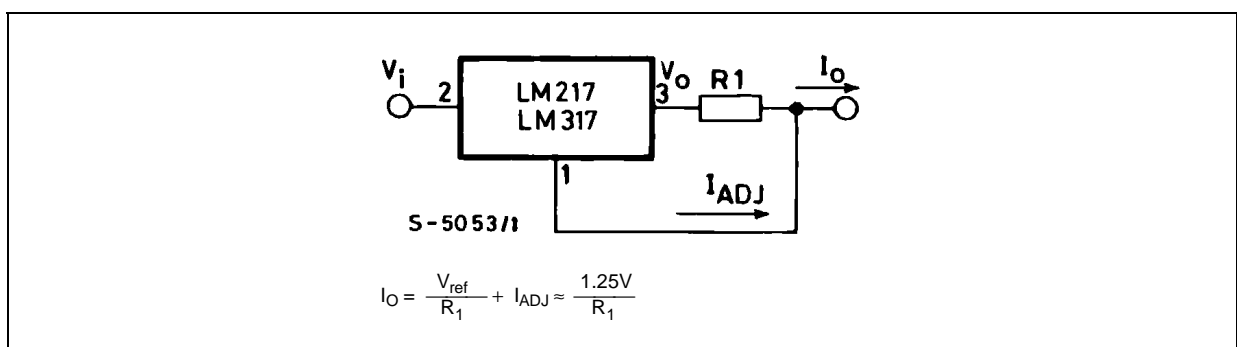 Vi
2
LM217
LM317
Vo
3
R1
IO
1
IADJ
S-5053/1
IO = Vref / R1 + IADJ ≈ 1.25V / R1